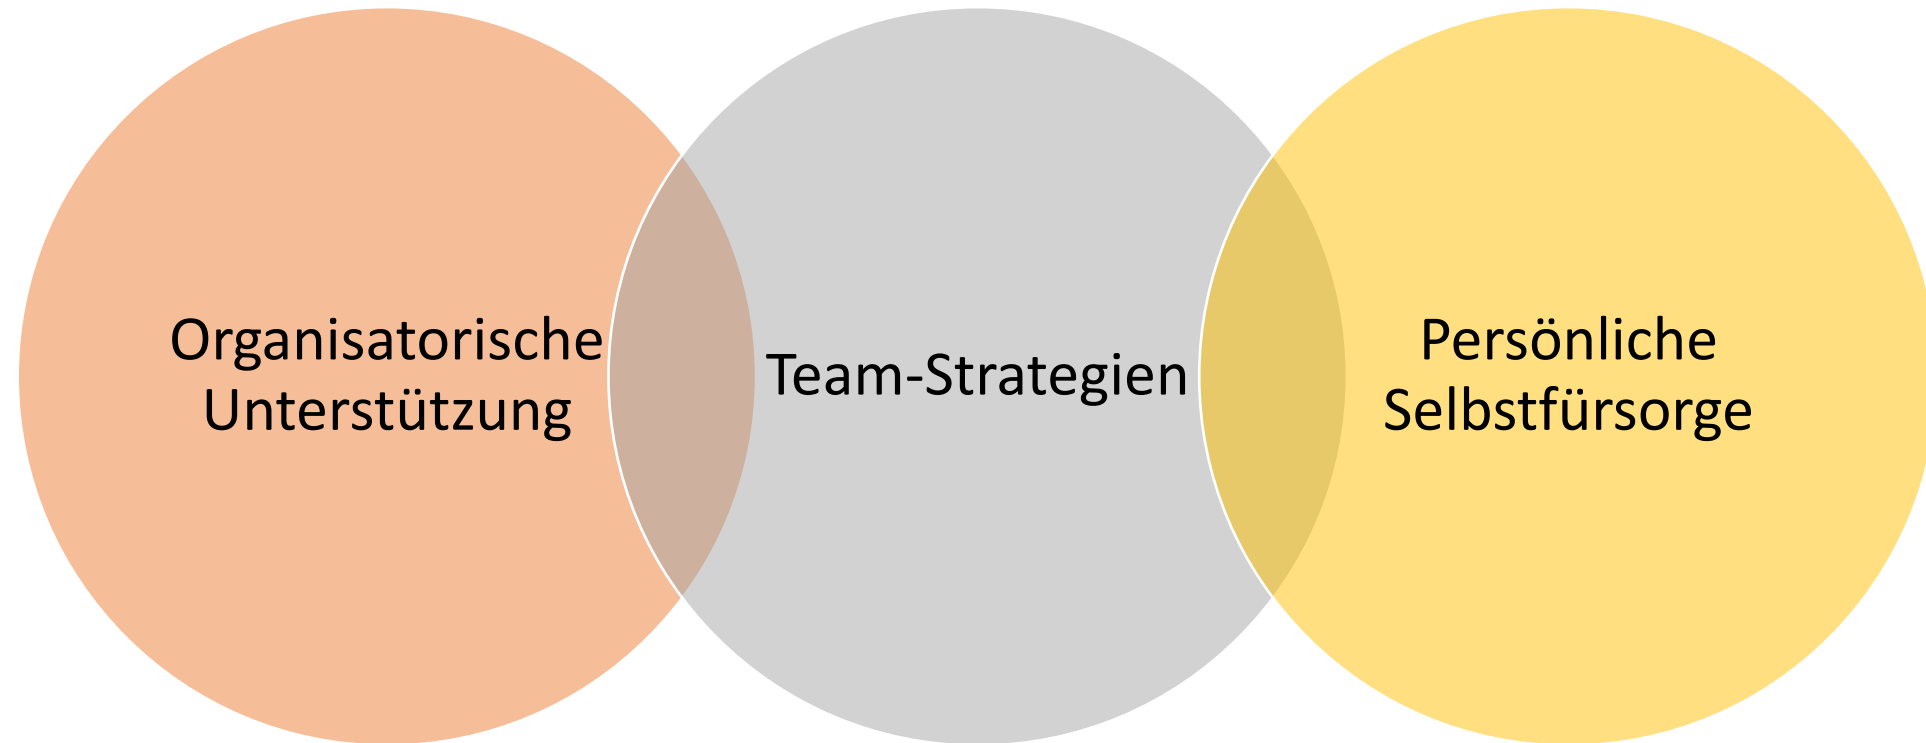 Organisatorische
Unterstützung
Team-Strategien
Persönliche
Selbstfürsorge